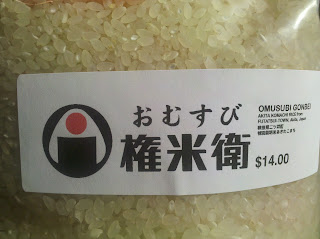 おむすび
権米衛
OMUSUBI GONBEI
AKITA KOMACHI RICE from
FUTATSUI-TOWN, Akita, Japan
$14.00